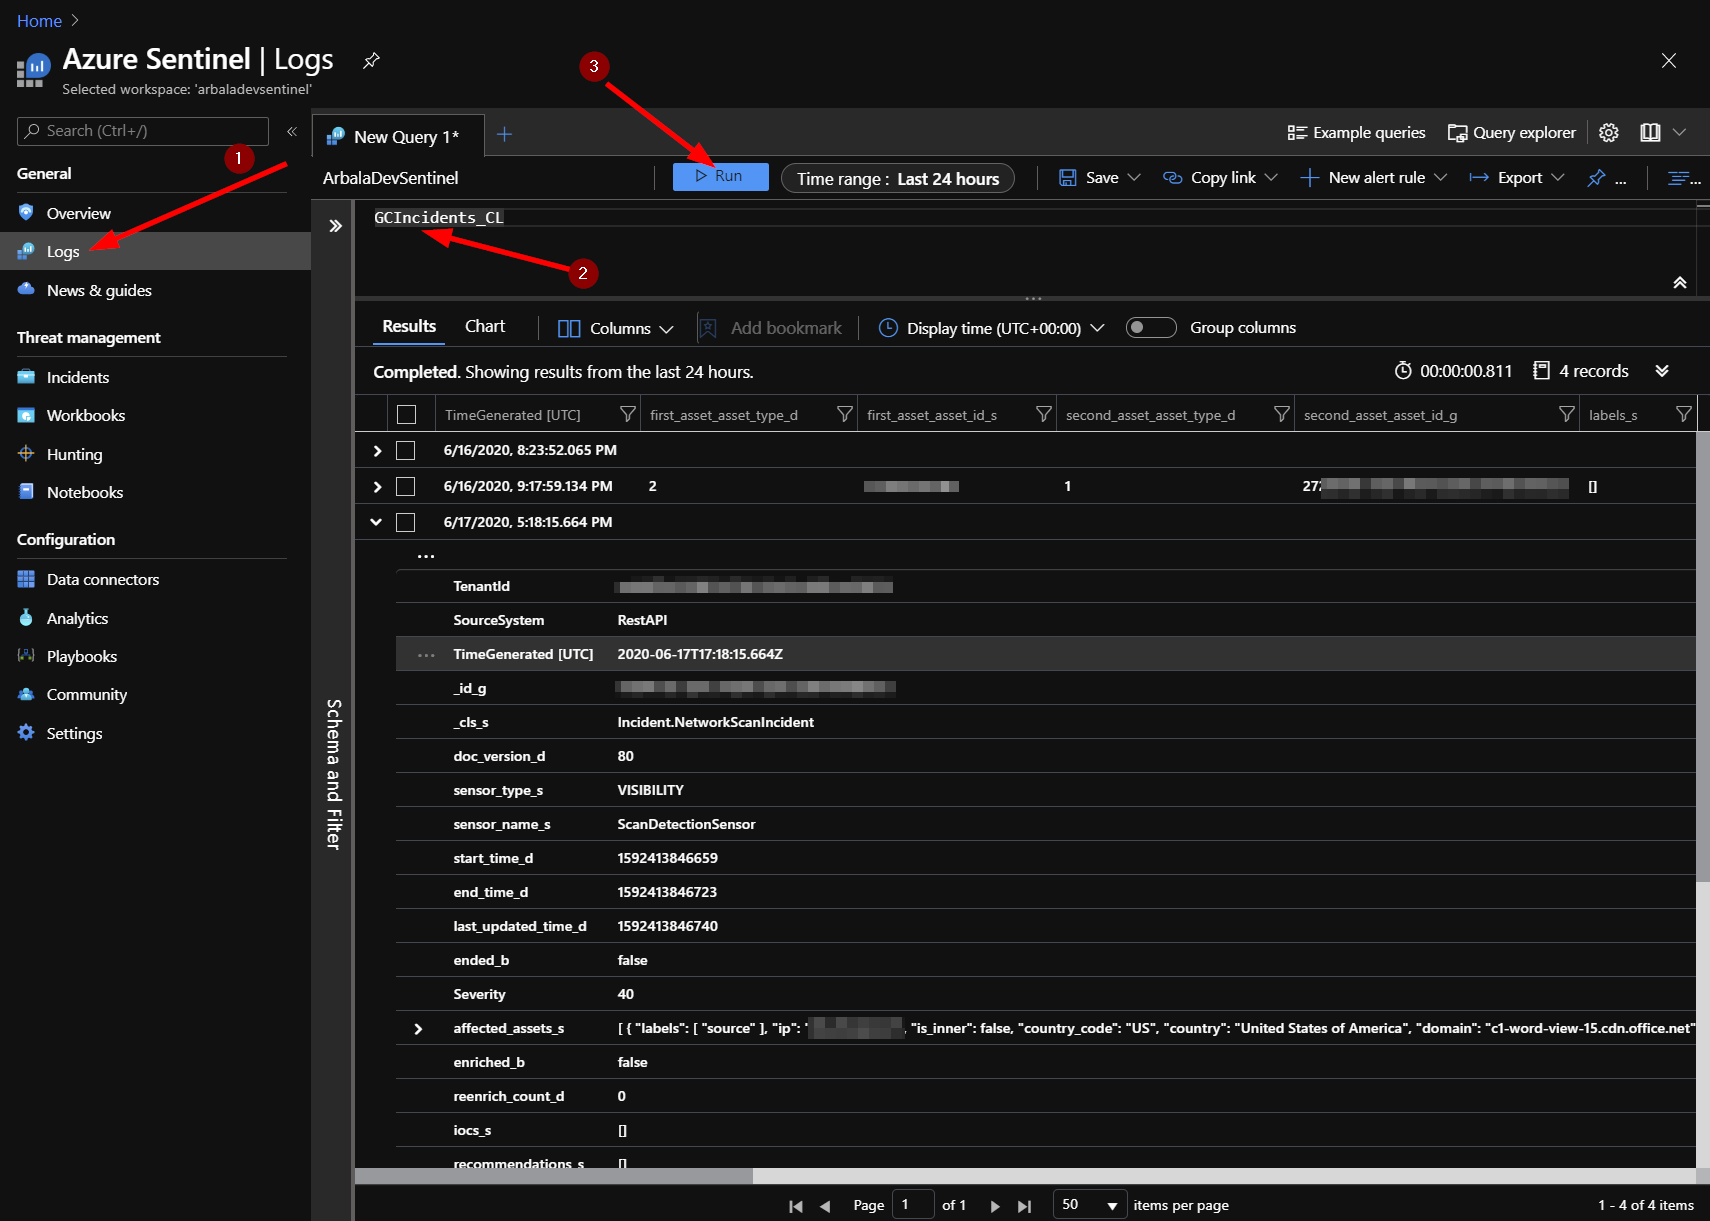 Home >
Azure Sentinel | Logs
Selected workspace: 'arbaladevsentinel'
3
Search (Ctrl+/)
«
New Query 1*
Example queries
Query explorer
1
General
ArbalaDevSentinel
Run
Time range : Last 24 hours
Save
Copy link
New alert rule
Export
...
Overview
GCIncidents_CL
Logs
2
News & guides
Results
Chart
Columns
Add bookmark
Display time (UTC+00:00)
Group columns
Threat management
Completed. Showing results from the last 24 hours.
00:00:00.811
4 records
Incidents
Workbooks
TimeGenerated [UTC]
first_asset_asset_type_d
first_asset_asset_id_s
second_asset_asset_type_d
second_asset_asset_id_g
labels_s
Hunting
6/16/2020, 8:23:52.065 PM
Notebooks
6/16/2020, 9:17:59.134 PM
2
1
[]
Configuration
6/17/2020, 5:18:15.664 PM
...
Data connectors
TenantId
Analytics
SourceSystem
RestAPI
Playbooks
... TimeGenerated [UTC]
2020-06-17T17:18:15.664Z
Community
_id_g
_cls_s
Incident.NetworkScanIncident
Settings
Schema and Filter
doc_version_d
80
sensor_type_s
VISIBILITY
sensor_name_s
ScanDetectionSensor
start_time_d
1592413846659
end_time_d
1592413846723
last_updated_time_d
1592413846740
ended_b
false
Severity
40
affected_assets_s
[ { "labels": [ "source" ], "ip": " , "is_inner": false, "country_code": "US", "country": "United States of America", "domain": "c1-word-view-15.cdn.office.net"
enriched_b
false
reenrich_count_d
0
iocs_s
[]
recommendations_s
[]
Page 1 of 1
50 items per page
1 - 4 of 4 items